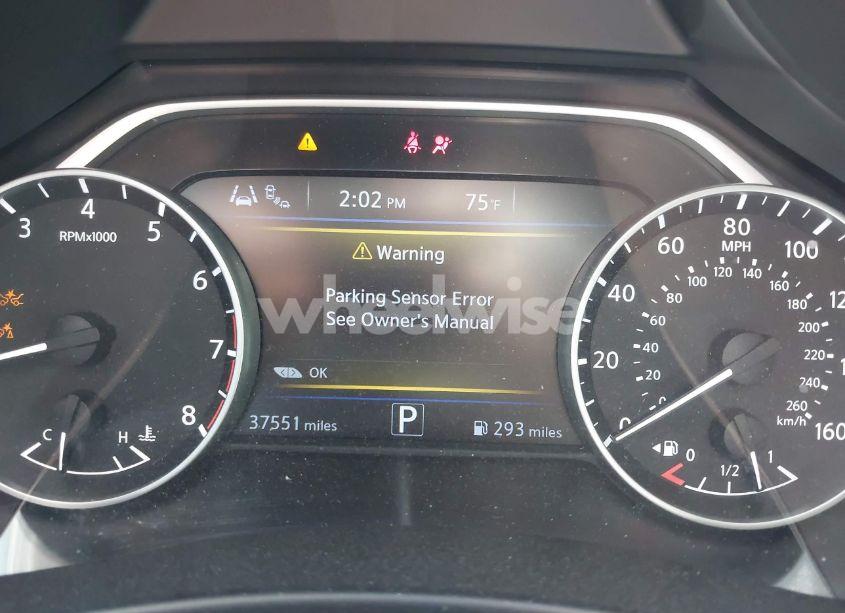 2:02 PM
75°F
Warning
Parking Sensor Error
See Owner's Manual
OK
37551 miles
P
293 miles
3
4
5
6
7
8
RPMx1000
C
H
0
20
40
60
80
100
160
MPH
0
20
40
60
80
100
120
140
160
180
200
220
240
260
km/h
0
1/2
1
wheelwise